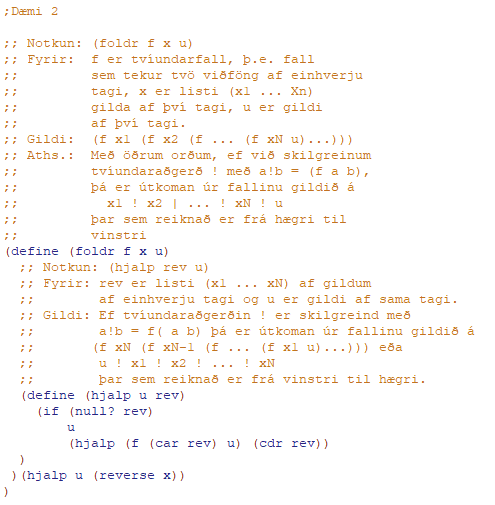 ;Dæmi 2

;; Notkun: (foldr f x u)
;; Fyrir:  f er tvíundarfall, þ.e. fall
;;         sem tekur tvö viðföng af einhverju
;;         tagi, x er listi (x1 ... Xn)
;;         gilda af því tagi, u er gildi
;;         af því tagi.
;; Gildi:  (f x1 (f x2 (f ... (f xN u)...)))
;; Aths.:  Með öðrum orðum, ef við skilgreinum
;;         tvíundaraðgerð ! með a!b = (f a b),
;;         þá er útkoman úr fallinu gildið á
;;           x1 ! x2 | ... ! xN ! u
;;         þar sem reiknað er frá hægri til
;;         vinstri
(define (foldr f x u)
  ;; Notkun: (hjalp rev u)
  ;; Fyrir: rev er listi (x1 ... xN) af gildum
  ;;        af einhverju tagi og u er gildi af sama tagi.
  ;; Gildi: Ef tvíundaraðgerðin ! er skilgreind með
  ;;        a!b = f( a b) þá er útkoman úr fallinu gildið á
  ;;       (f xN (f xN-1 (f ... (f x1 u)...))) eða
  ;;        u ! x1 ! x2 ! ... ! xN
  ;;        þar sem reiknað er frá vinstri til hægri.
  (define (hjalp u rev)
    (if (null? rev)
        u
        (hjalp (f (car rev) u) (cdr rev))
  )
 )(hjalp u (reverse x))
)